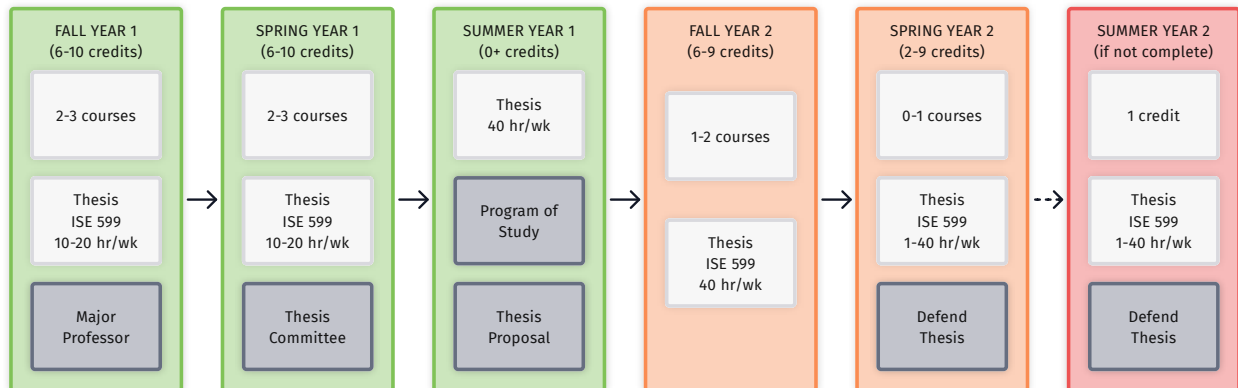 FALL YEAR 1
(6-10 credits)
2-3 courses
Thesis
ISE 599
10-20 hr/wk
Major
Professor
SPRING YEAR 1
(6-10 credits)
2-3 courses
Thesis
ISE 599
10-20 hr/wk
Thesis
Committee
SUMMER YEAR 1
(0+ credits)
Thesis
40 hr/wk
Program of
Study
Thesis
Proposal
FALL YEAR 2
(6-9 credits)
1-2 courses
Thesis
ISE 599
40 hr/wk
SPRING YEAR 2
(2-9 credits)
0-1 courses
Thesis
ISE 599
1-40 hr/wk
Defend
Thesis
SUMMER YEAR 2
(if not complete)
1 credit
Thesis
ISE 599
1-40 hr/wk
Defend
Thesis